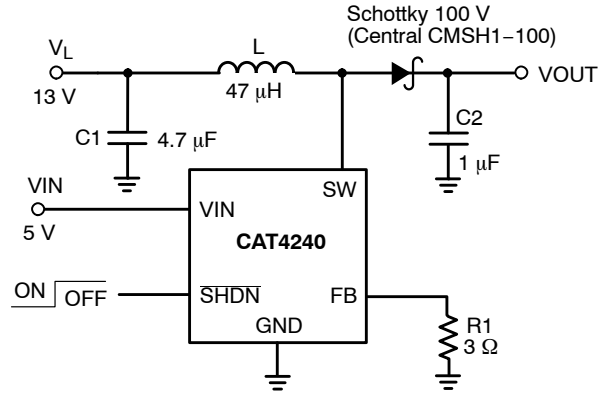 Schottky 100 V
(Central CMSH1−100)
VL
L
VOUT
13 V
47 μH
C1
4.7 μF
C2
1 μF
VIN
SW
VIN
5 V
CAT4240
ON
OFF
SHDN
FB
GND
R1
3 Ω